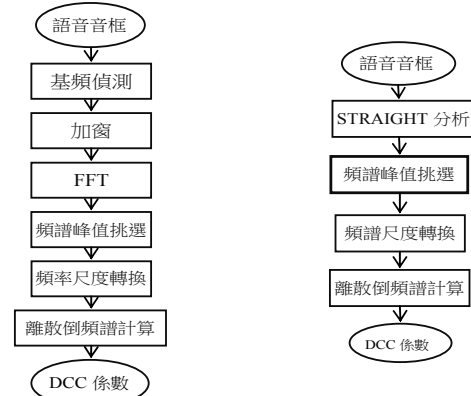 語音音框
基頻偵測
加窗
FFT
頻譜峰值挑選
頻率尺度轉換
離散倒頻譜計算
DCC 係數
語音音框
STRAIGHT 分析
頻譜峰值挑選
頻譜尺度轉換
離散倒頻譜計算
DCC 係數